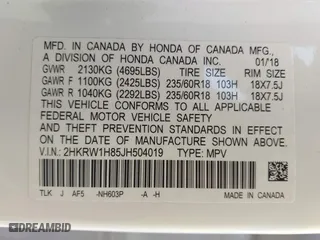 MFD. IN CANADA BY HONDA OF CANADA MFG.,
A DIVISION OF HONDA CANADA INC. 01/18
GVWR 2130KG (4695LBS) TIRE SIZE RIM SIZE
GAWR F 1100KG (2425LBS) 235/60R18 103H 18X7.5J
GAWR R 1040KG (2292LBS) 235/60R18 103H 18X7.5J
THIS VEHICLE CONFORMS TO ALL APPLICABLE
FEDERAL MOTOR VEHICLE SAFETY
AND THEFT PREVENTION STANDARDS IN EFFECT
ON THE DATE OF MANUFACTURE SHOWN ABOVE.
V.I.N.: 2HKRW1H85JH504019 TYPE: MPV
TLK J AF5 -NH603P -A -H
© DREAMBID AUTO